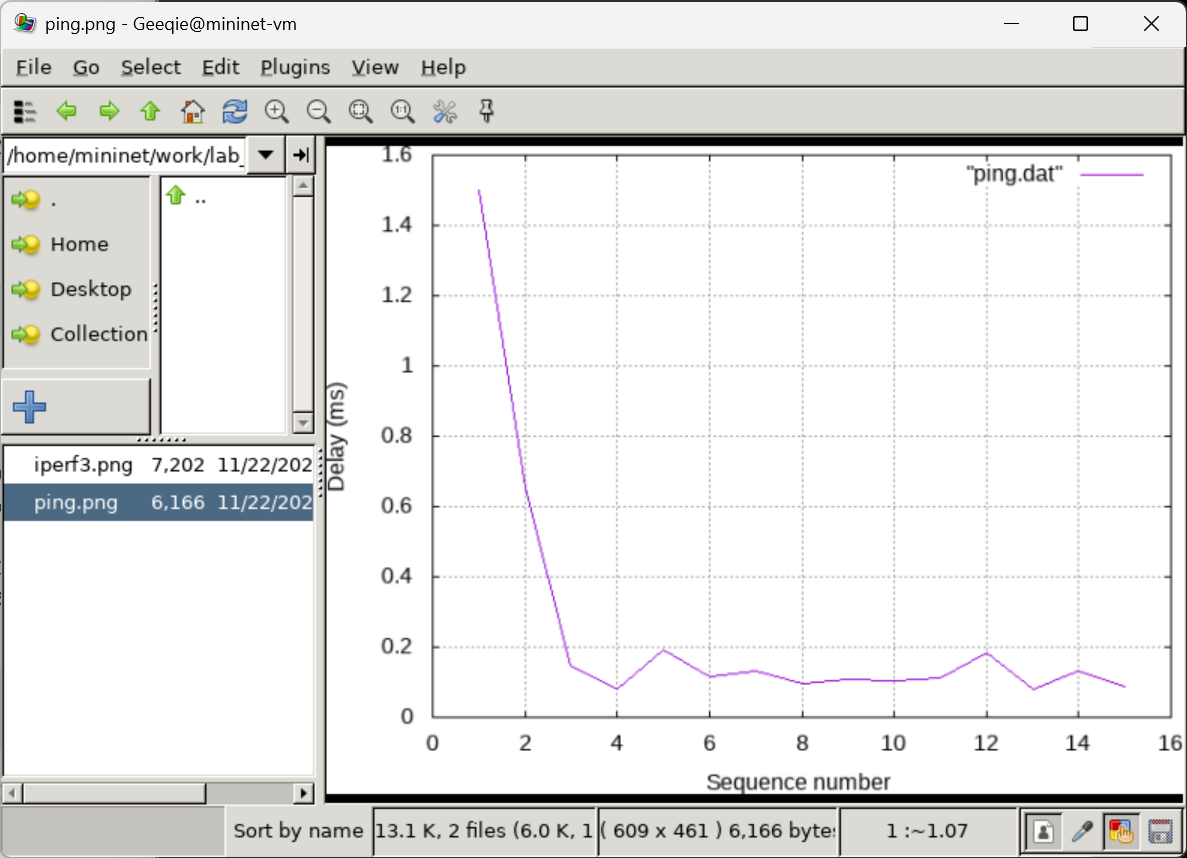 ping.png - Geeqie@mininet-vm
File Go Select Edit Plugins View Help
1:1
/home/mininet/work/lab_
.
Home
Desktop
Collection
..
iperf3.png 7,202 11/22/202
ping.png 6,166 11/22/202
"ping.dat"
1.6
1.4
1.2
1
0.8
0.6
0.4
0.2
0
Delay (ms)
0 2 4 6 8 10 12 14 16
Sequence number
Sort by name 13.1 K, 2 files (6.0 K, 1 ( 609 x 461 ) 6,166 byte 1 :~1.07